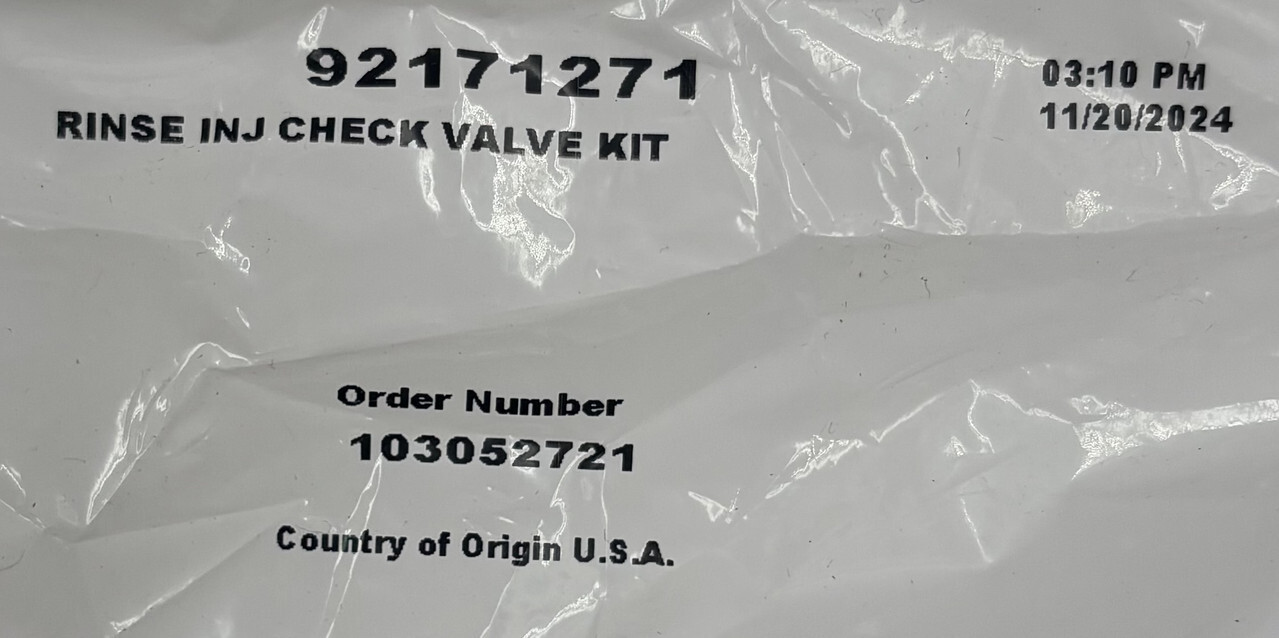 92171271
03:10 PM
RINSE INJ CHECK VALVE KIT
11/20/2024
Order Number
103052721
Country of Origin U.S.A.